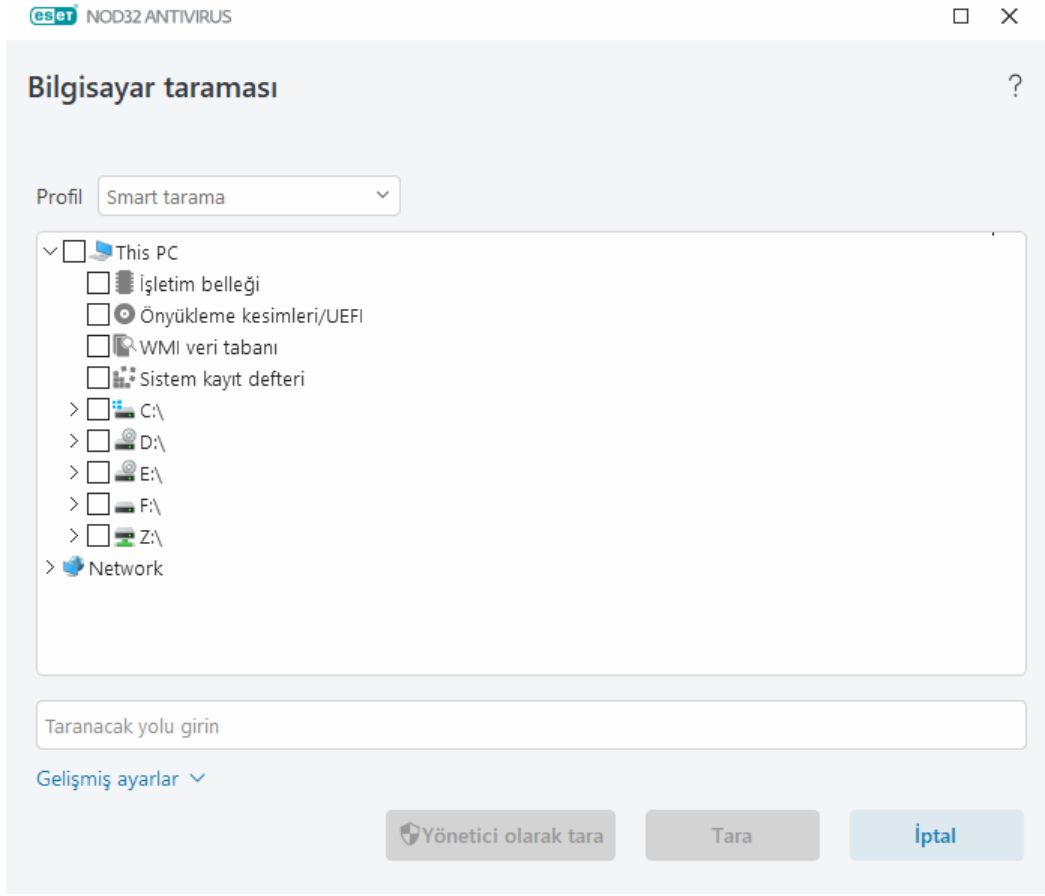 eset NOD32 ANTIVIRUS
Bilgisayar taraması
?
Profil Smart tarama
This PC
İşletim belleği
Önyükleme kesimleri/UEFI
WMI veri tabanı
Sistem kayıt defteri
C:\
D:\
E:\
F:\
Z:\
Network
Taranacak yolu girin
Gelişmiş ayarlar
Yönetici olarak tara Tara İptal